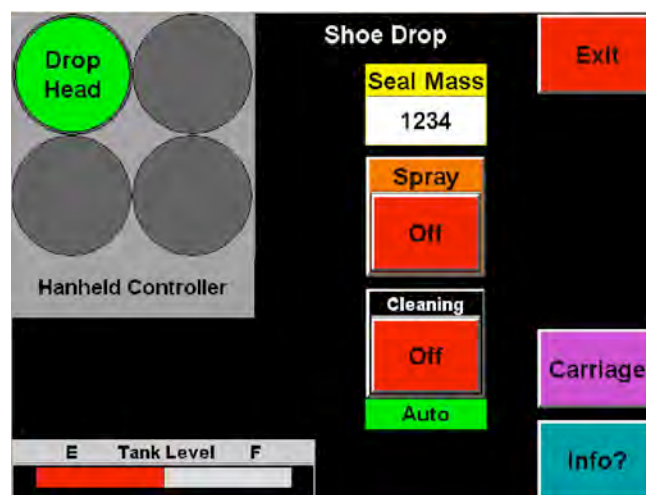 Drop
Head
Hanheld Controller
Shoe Drop
Seal Mass
1234
Spray
Off
Cleaning
Off
Auto
Exit
Carriage
Info?
E Tank Level F